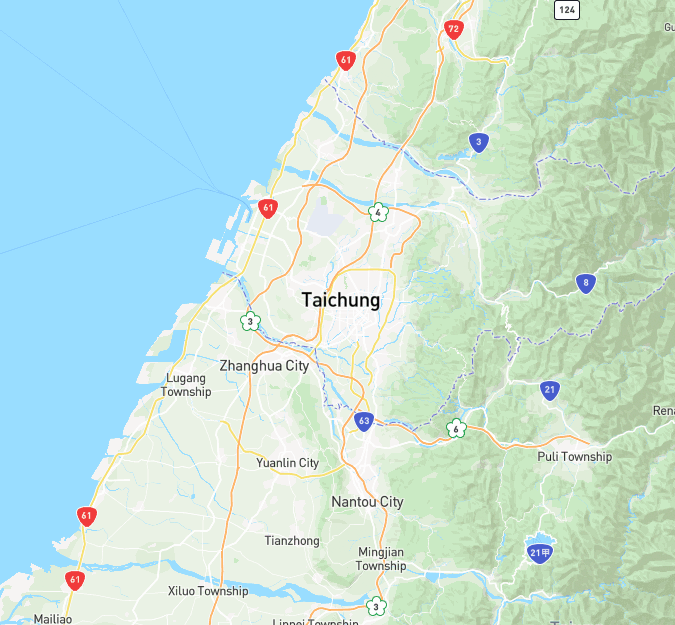 124
72
Gu
61
3
61
4
8
Taichung
3
Zhanghua City
Lugang
Township
21
Rena
63
6
Puli Township
Yuanlin City
Nantou City
61
Tianzhong
21甲
Mingjian
Township
61
Xiluo Township
3
Mailiao
Linnei Township